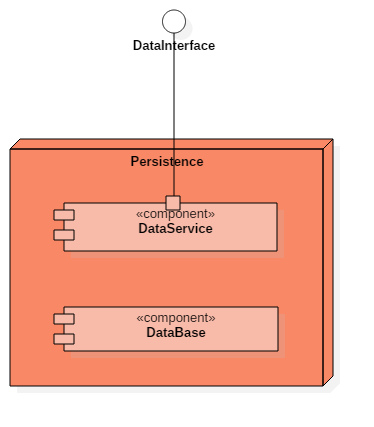 DataInterface
Persistence
«component»
DataService
«component»
DataBase